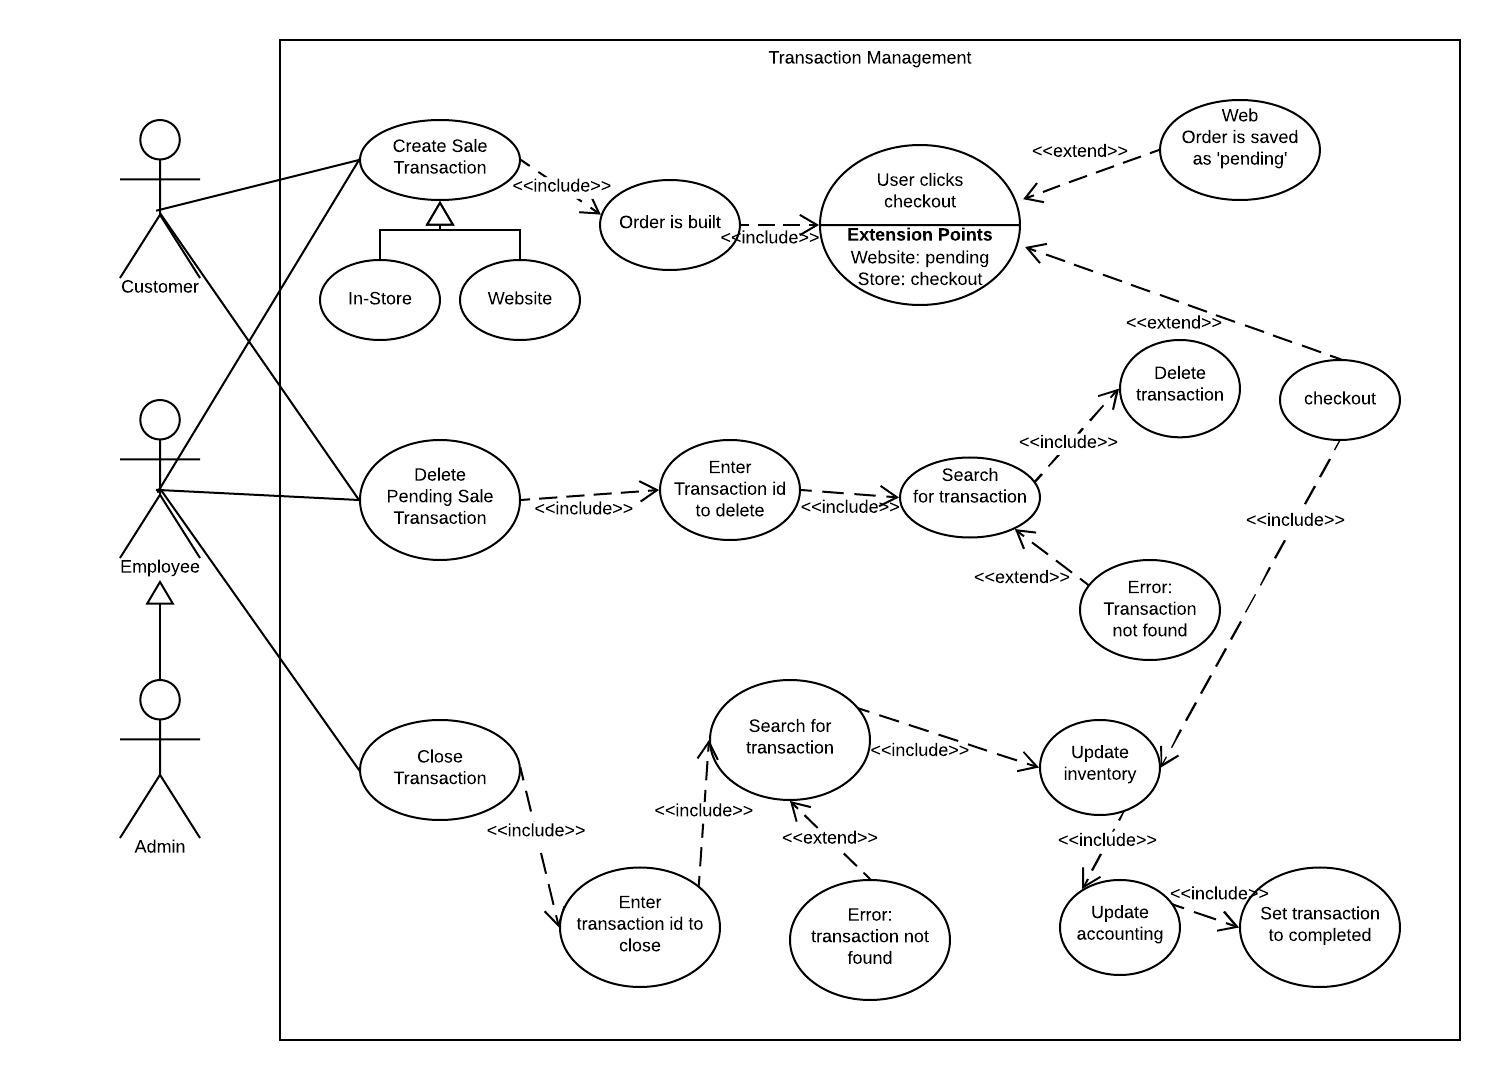 Transaction Management
Customer
Create Sale
Transaction
<<include>>
In-Store
Website
Order is built
<<include>>
User clicks
checkout
Extension Points
Website: pending
Store: checkout
<<extend>>
Web
Order is saved
as 'pending'
<<extend>>
checkout
<<include>>
Employee
Delete
Pending Sale
Transaction
<<include>>
Enter
Transaction id
to delete
<<include>>
Search
for transaction
<<include>>
Delete
transaction
<<extend>>
Error:
Transaction
not found
Admin
Close
Transaction
<<include>>
Enter
transaction id to
close
<<include>>
Search for
transaction
<<extend>>
Error:
transaction not
found
<<include>>
Update
inventory
<<include>>
Update
accounting
<<include>>
Set transaction
to completed